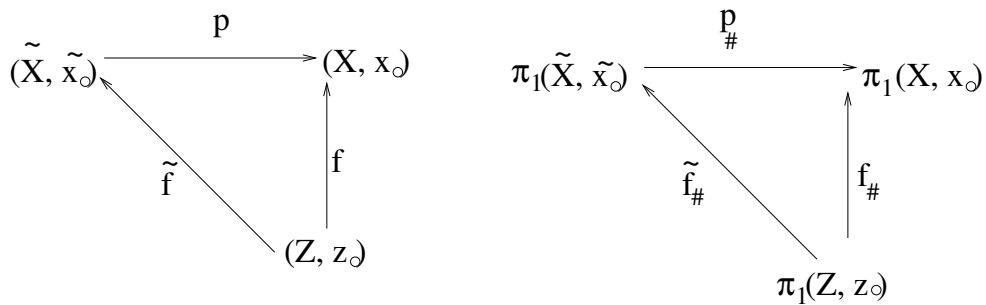 p
(X̃, x̃₀) (X, x₀)
f̃ f
(Z, z₀)
p#
π₁(X̃, x̃₀) π₁(X, x₀)
f̃# f#
π₁(Z, z₀)